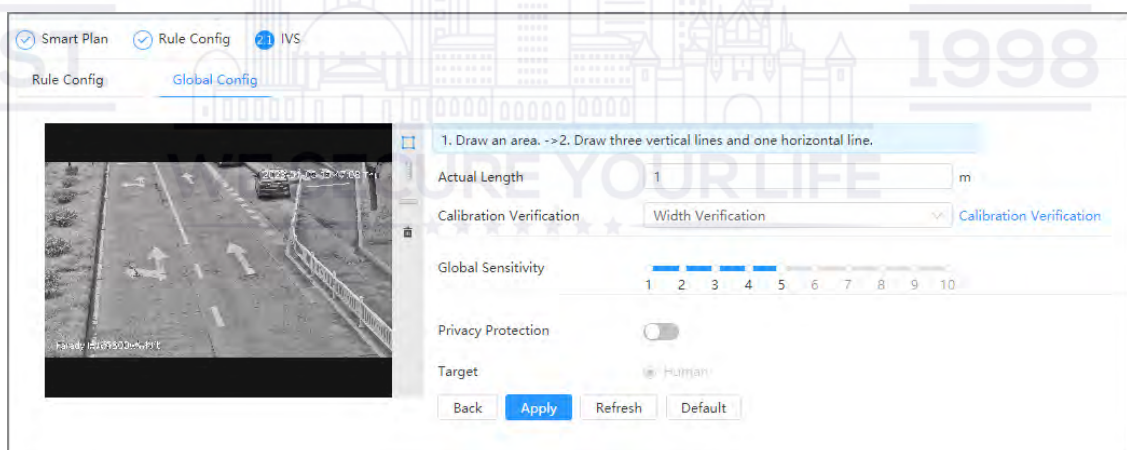 Smart Plan Rule Config 21 IVS
1998
Rule Config Global Config
1. Draw an area. ->2. Draw three vertical lines and one horizontal line.
WE SECURE YOUR LIFE
Actual Length 1 m
Calibration Verification Width Verification Calibration Verification
Global Sensitivity
1 2 3 4 5 6 7 8 9 10
Privacy Protection
Target Human
Back Apply Refresh Default